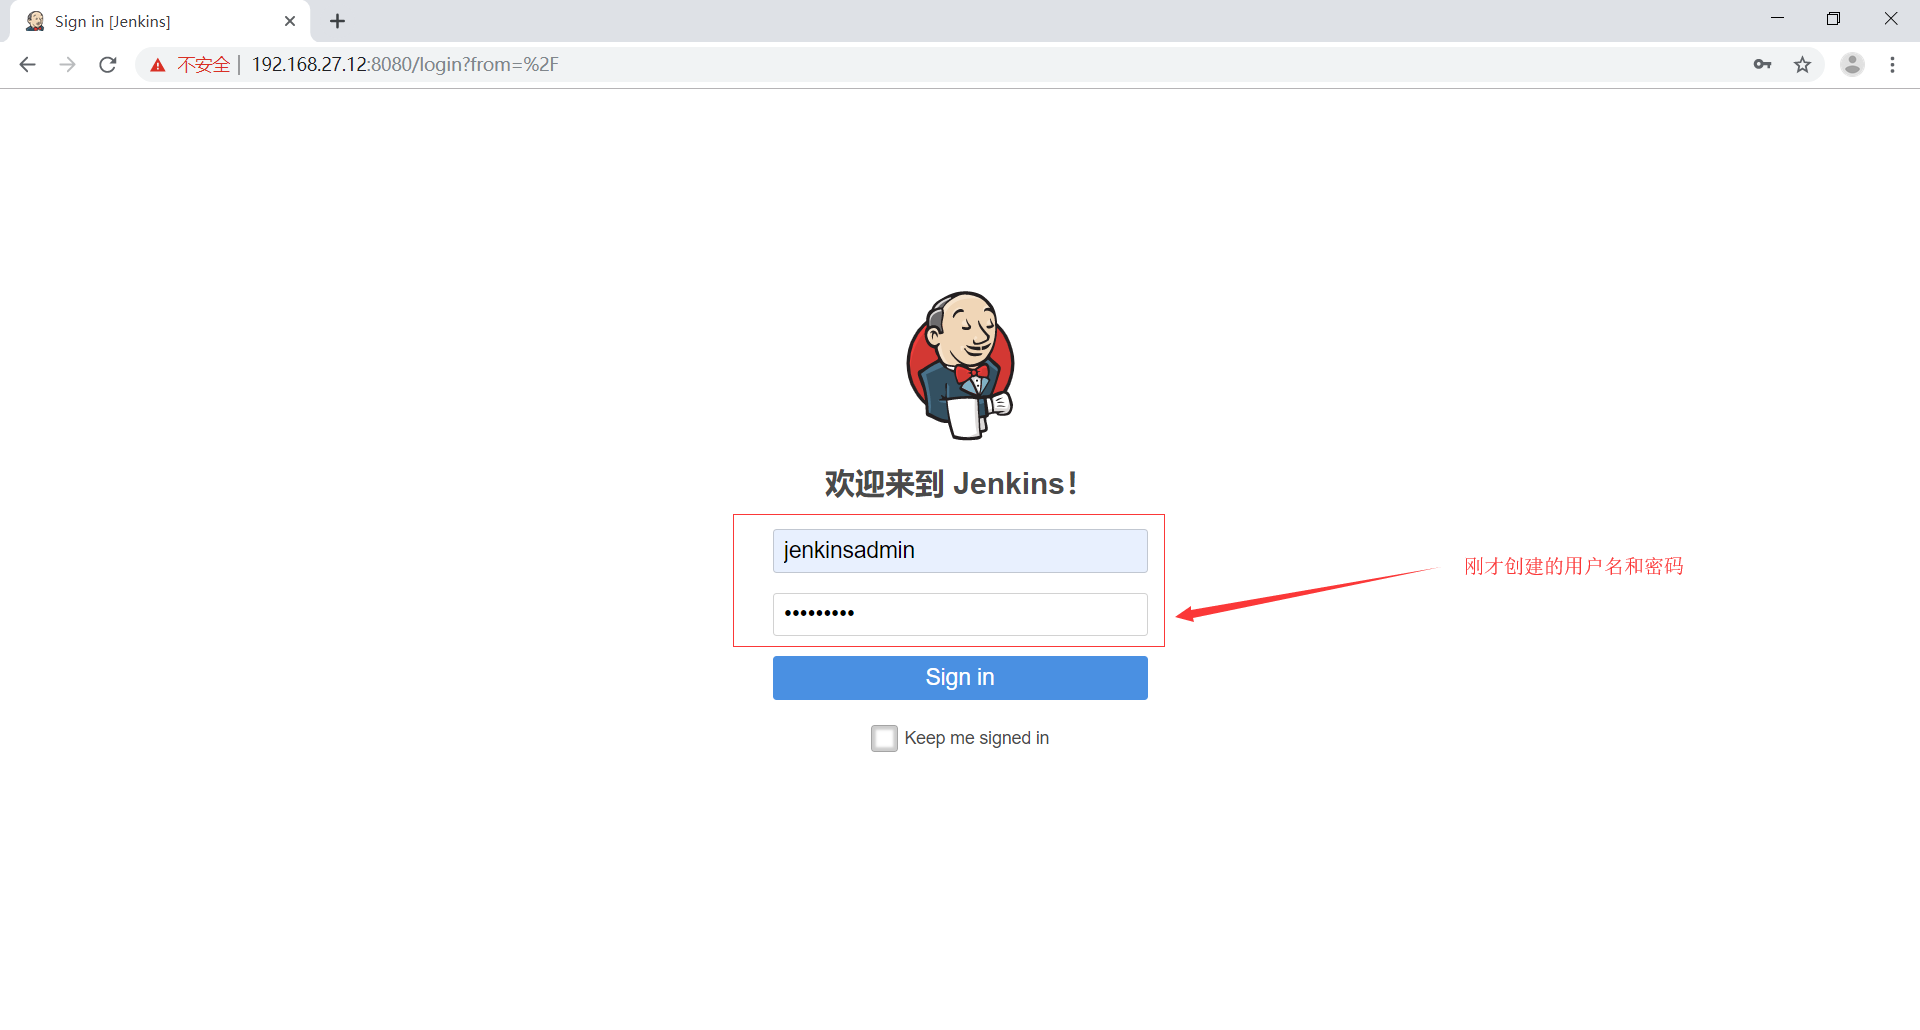 Sign in [Jenkins]
不安全 | 192.168.27.12:8080/login?from=%2F
欢迎来到 Jenkins！
jenkinsadmin
•••••••••
刚才创建的用户名和密码
Sign in
Keep me signed in